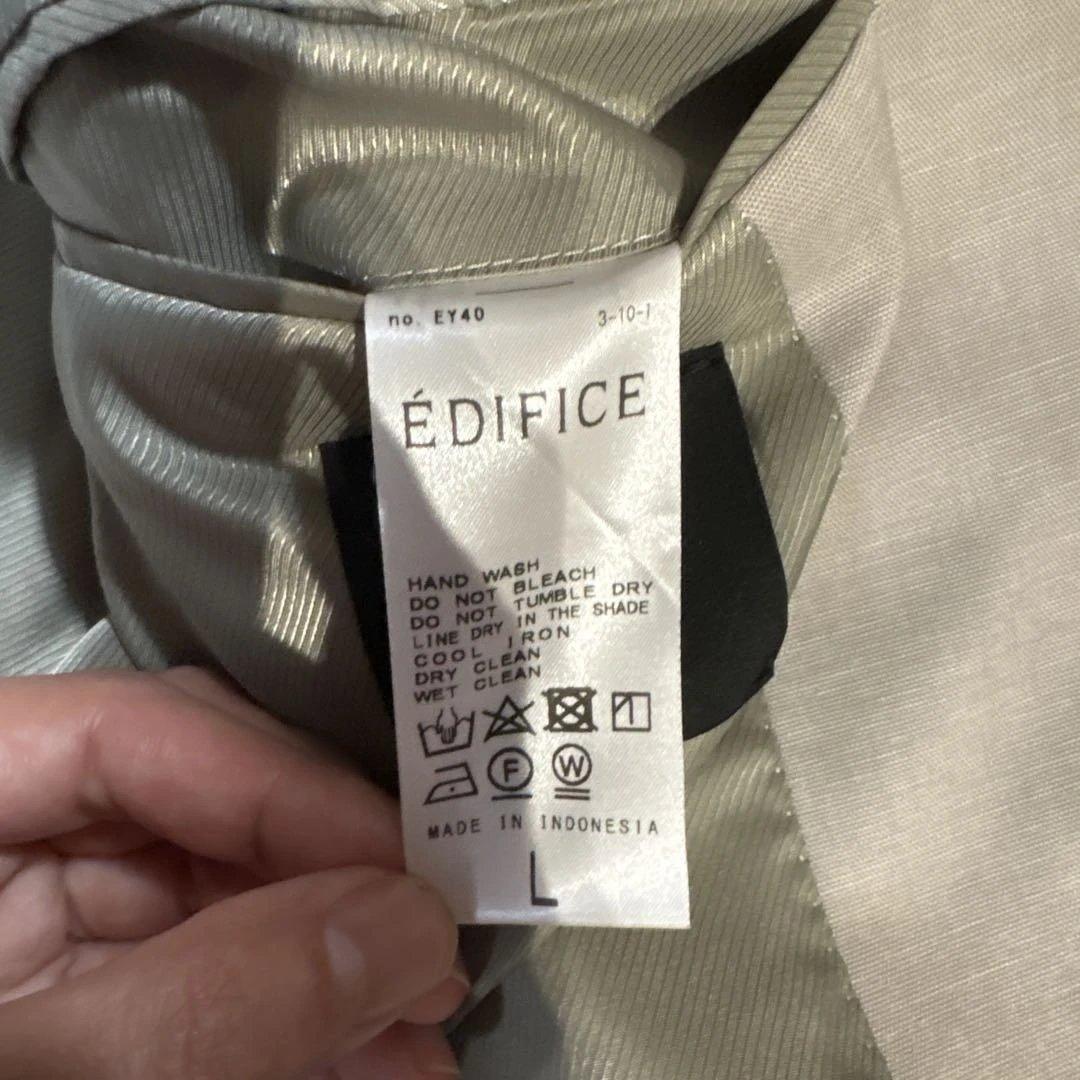 no. EY40 3-10-1
ÉDIFICE
HAND WASH
DO NOT BLEACH
DO NOT TUMBLE DRY
LINE DRY IN THE SHADE
COOL IRON
DRY CLEAN
WET CLEAN
F W
MADE IN INDONESIA
L